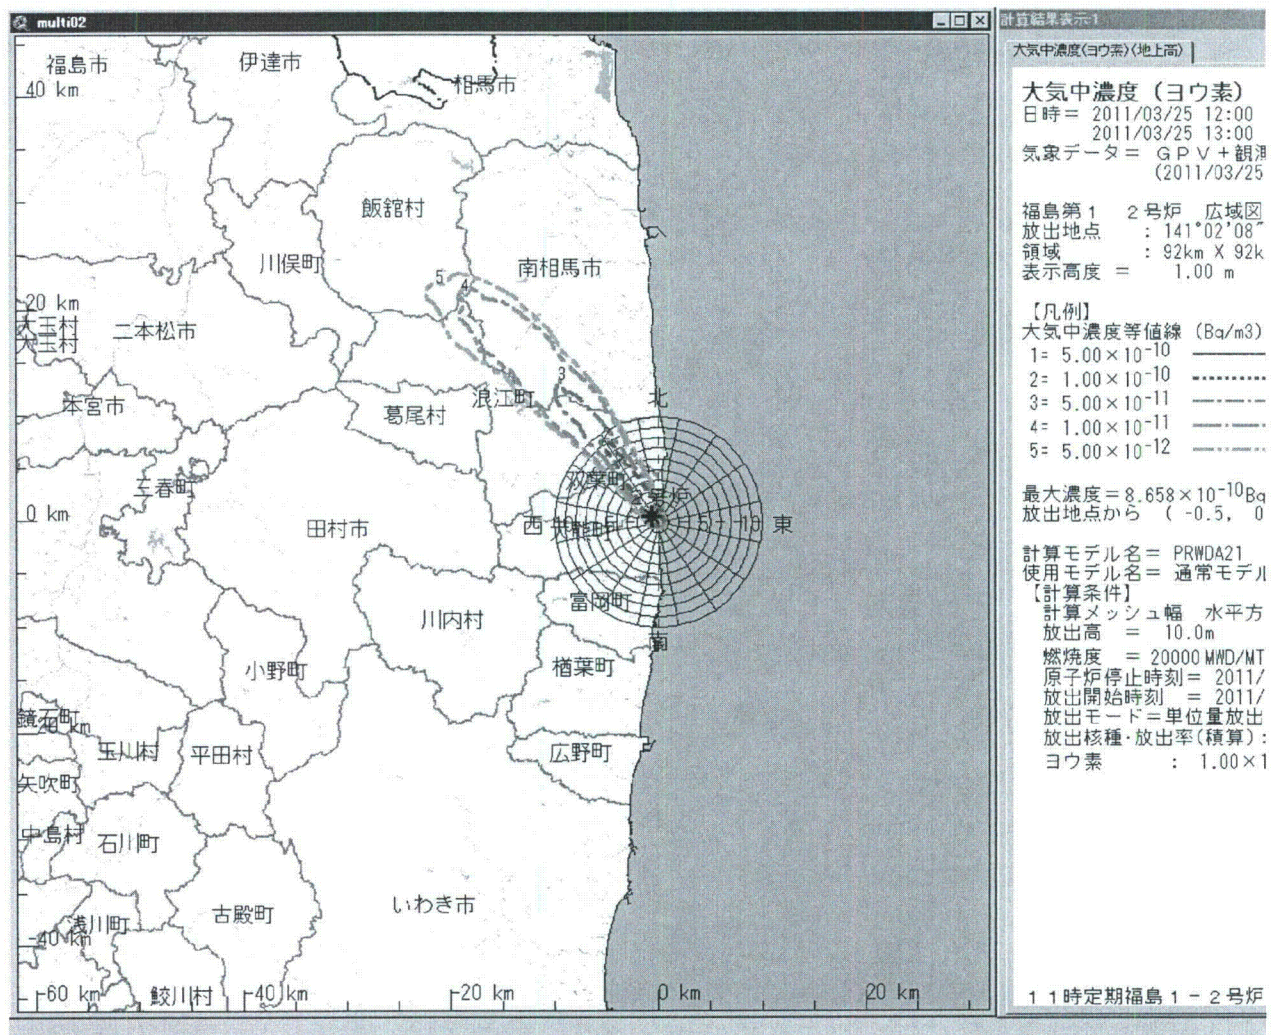 multi02
福島市
伊達市
相馬市
40 km
飯舘村
川俣町
南相馬市
5
4
20 km
大玉村
大玉村
二本松市
3
浪江町
北
本宮市
葛尾村
双葉町
三春町
0 km
田村市
西
大熊町
5
10
東
富岡町
川内村
南
楢葉町
小野町
鏡石町
玉川村
平田村
広野町
矢吹町
中島村
石川町
いわき市
古殿町
浅川町
-40 km
-60 km
鮫川村
-40 km
-20 km
0 km
20 km
計算結果表示:1
大気中濃度(ヨウ素)(地上高)
大気中濃度(ヨウ素)
日時= 2011/03/25 12:00
2011/03/25 13:00
気象データ= GPV+観測
(2011/03/25
福島第1 2号炉 広域図
放出地点 : 141°02'08"
領域 : 92km X 92k
表示高度 = 1.00 m
【凡例】
大気中濃度等値線 (Bq/m3)
1= 5.00×10-10
2= 1.00×10-10
3= 5.00×10-11
4= 1.00×10-11
5= 5.00×10-12
最大濃度=8.658×10-10Bq
放出地点から ( -0.5, 0
計算モデル名= PRWDA21
使用モデル名= 通常モデル
【計算条件】
計算メッシュ幅 水平方
放出高 = 10.0m
燃焼度 = 20000MWD/MT
原子炉停止時刻= 2011/
放出開始時刻 = 2011/
放出モード=単位量放出
放出核種・放出率(積算):
ヨウ素 : 1.00×1
11時定期福島1-2号炉